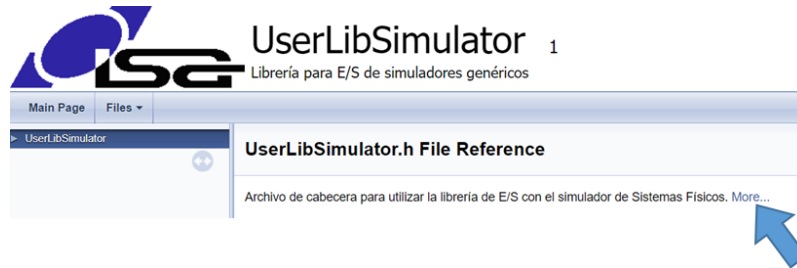 isa
UserLibSimulator 1
Librería para E/S de simuladores genéricos
Main Page Files
UserLibSimulator
UserLibSimulator.h File Reference
Archivo de cabecera para utilizar la librería de E/S con el simulador de Sistemas Físicos. More...